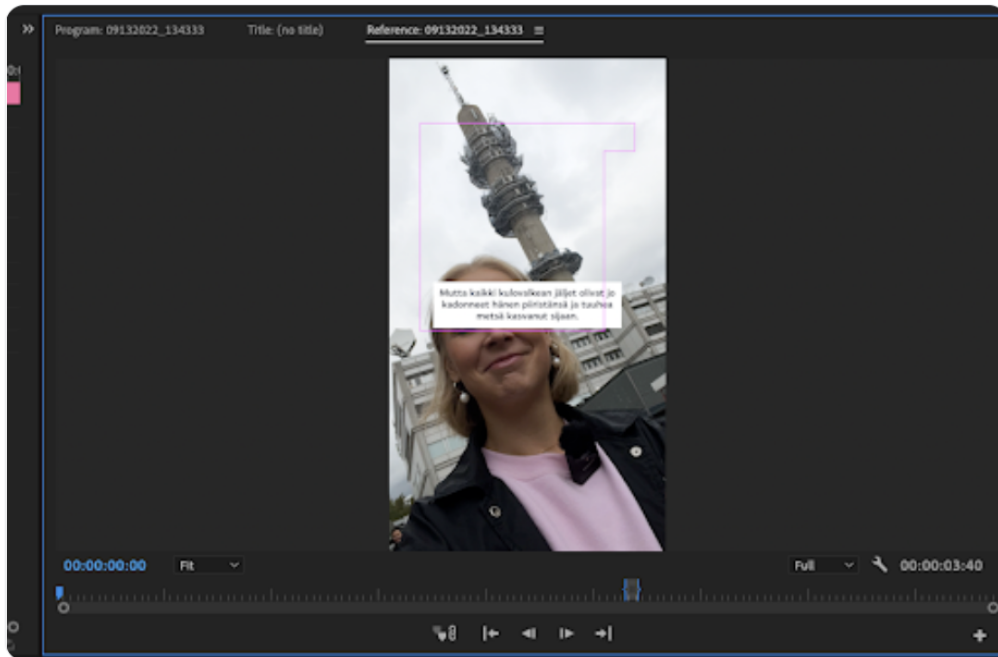 Program: 09132022_134333
Title: (no title)
Reference: 09132022_134333
Mutta kaikki kulovalkean jäljet olivat jo
kadonneet hänen piiristänsä ja tuuhea
metsä kasvanut sijaan.
00:00:00:00
Fit
Full
00:00:03:40